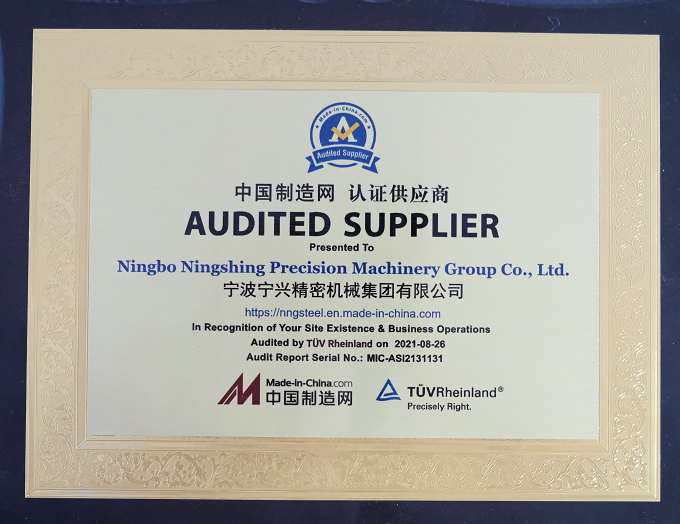 Made-in-China.com
A
Audited Supplier
中国制造网 认证供应商
AUDITED SUPPLIER
Presented To
Ningbo Ningshing Precision Machinery Group Co., Ltd.
宁波宁兴精密机械集团有限公司
https://nngsteel.en.made-in-china.com
In Recognition of Your Site Existence & Business Operations
Audited by TÜV Rheinland on 2021-08-26
Audit Report Serial No.: MIC-ASI2131131
Made-in-China.com
中国制造网
TÜVRheinland®
Precisely Right.